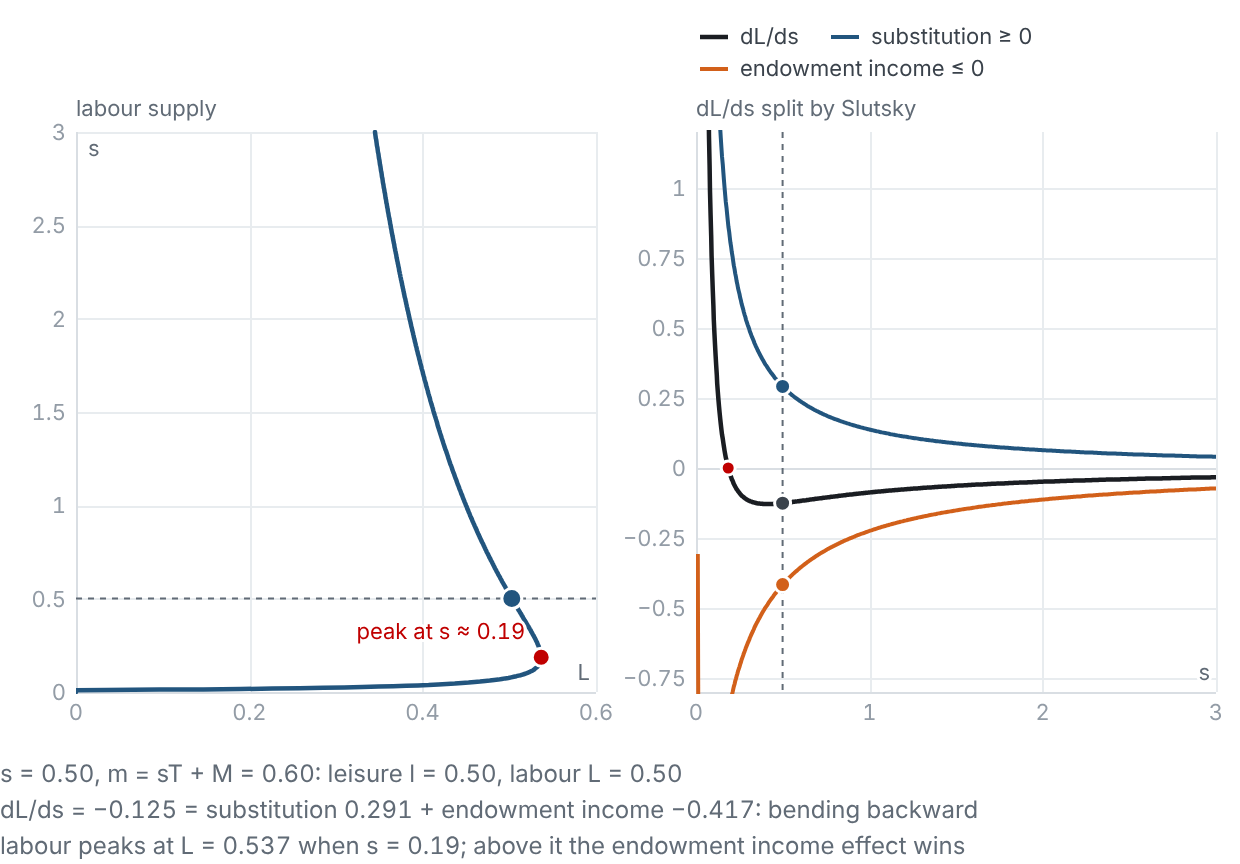 dL/ds
substitution ≥ 0
endowment income ≤ 0
labour supply
3
s
2.5
2
1.5
1
0.5
peak at s ≈ 0.19
L
0
0
0.2
0.4
0.6
dL/ds split by Slutsky
1
0.75
0.5
0.25
0
−0.25
−0.5
−0.75
s
0
1
2
3
s = 0.50, m = sT + M = 0.60: leisure l = 0.50, labour L = 0.50
dL/ds = −0.125 = substitution 0.291 + endowment income −0.417: bending backward
labour peaks at L = 0.537 when s = 0.19; above it the endowment income effect wins